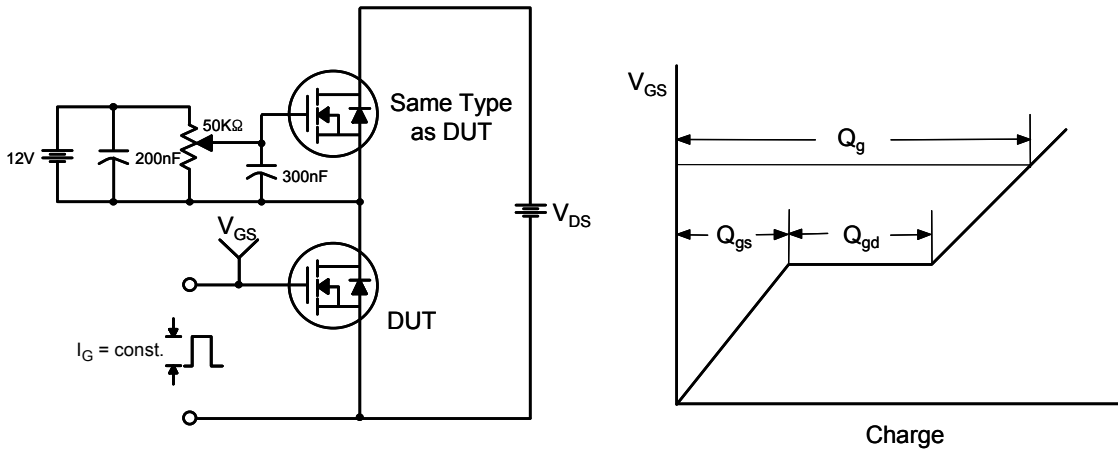 12V
200nF
50KΩ
300nF
Same Type
as DUT
V_DS
V_GS
DUT
I_G = const.
V_GS
Q_g
Q_gs
Q_gd
Charge